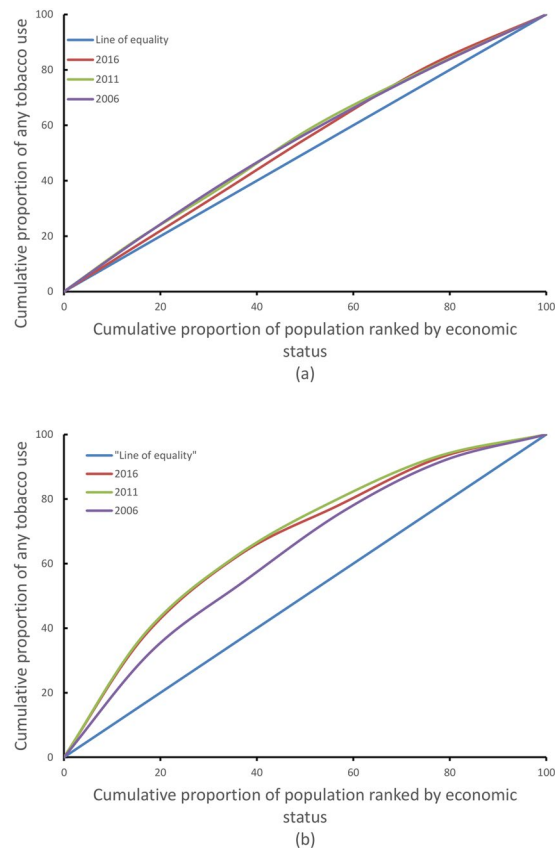 Cumulative proportion of any tobacco use
100
80
60
40
20
0
Line of equality
2016
2011
2006
0 20 40 60 80 100
Cumulative proportion of population ranked by economic
status
(a)
Cumulative proportion of any tobacco use
100
80
60
40
20
0
"Line of equality"
2016
2011
2006
0 20 40 60 80 100
Cumulative proportion of population ranked by economic
status
(b)